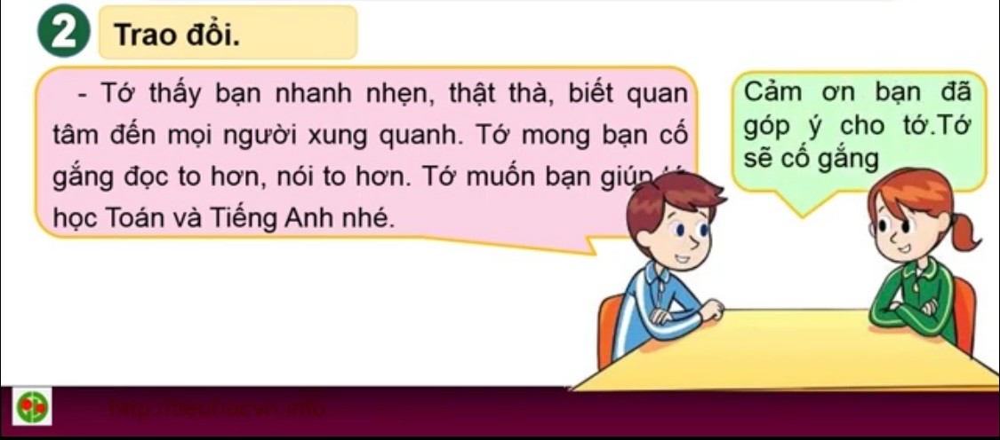 2 Trao đổi.
- Tớ thấy bạn nhanh nhẹn, thật thà, biết quan
tâm đến mọi người xung quanh. Tớ mong bạn cố
gắng đọc to hơn, nói to hơn. Tớ muốn bạn giúp
học Toán và Tiếng Anh nhé.
Cảm ơn bạn đã
góp ý cho tớ.Tớ
sẽ cố gắng